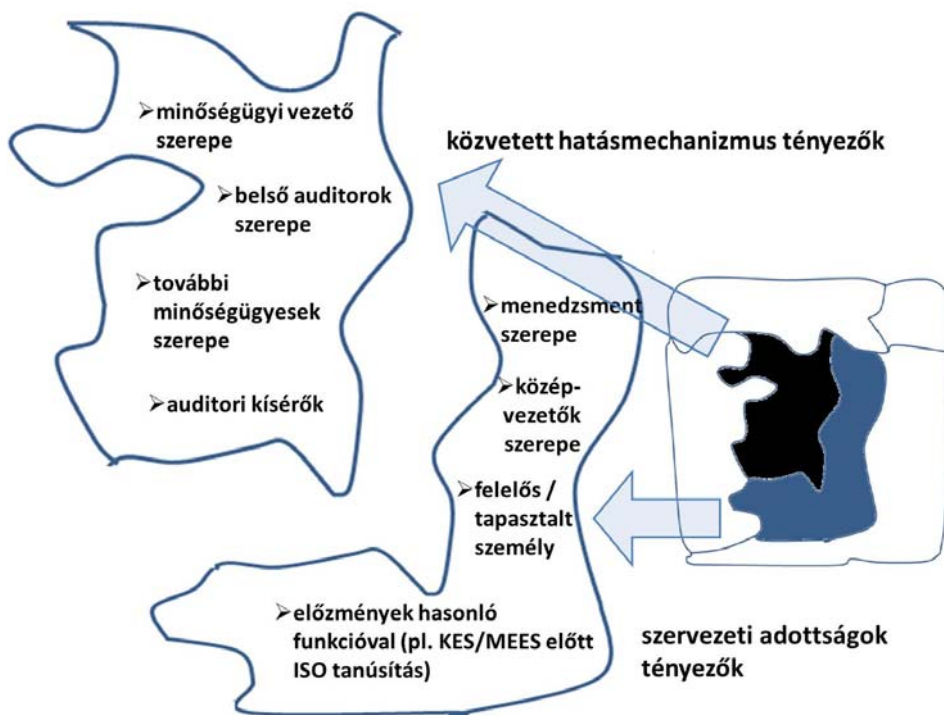 ➢minőségügyi vezető
szerepe
➢belső auditorok
szerepe
➢további
minőségügyesek
szerepe
➢auditori kísérők
közvetett hatásmechanizmus tényezők
➢menedzsment
szerepe
➢közép-
vezetők
szerepe
➢felelős /
tapasztalt
személy
➢előzmények hasonló
funkcióval (pl. KES/MEES előtt
ISO tanúsítás)
szervezeti adottságok
tényezők